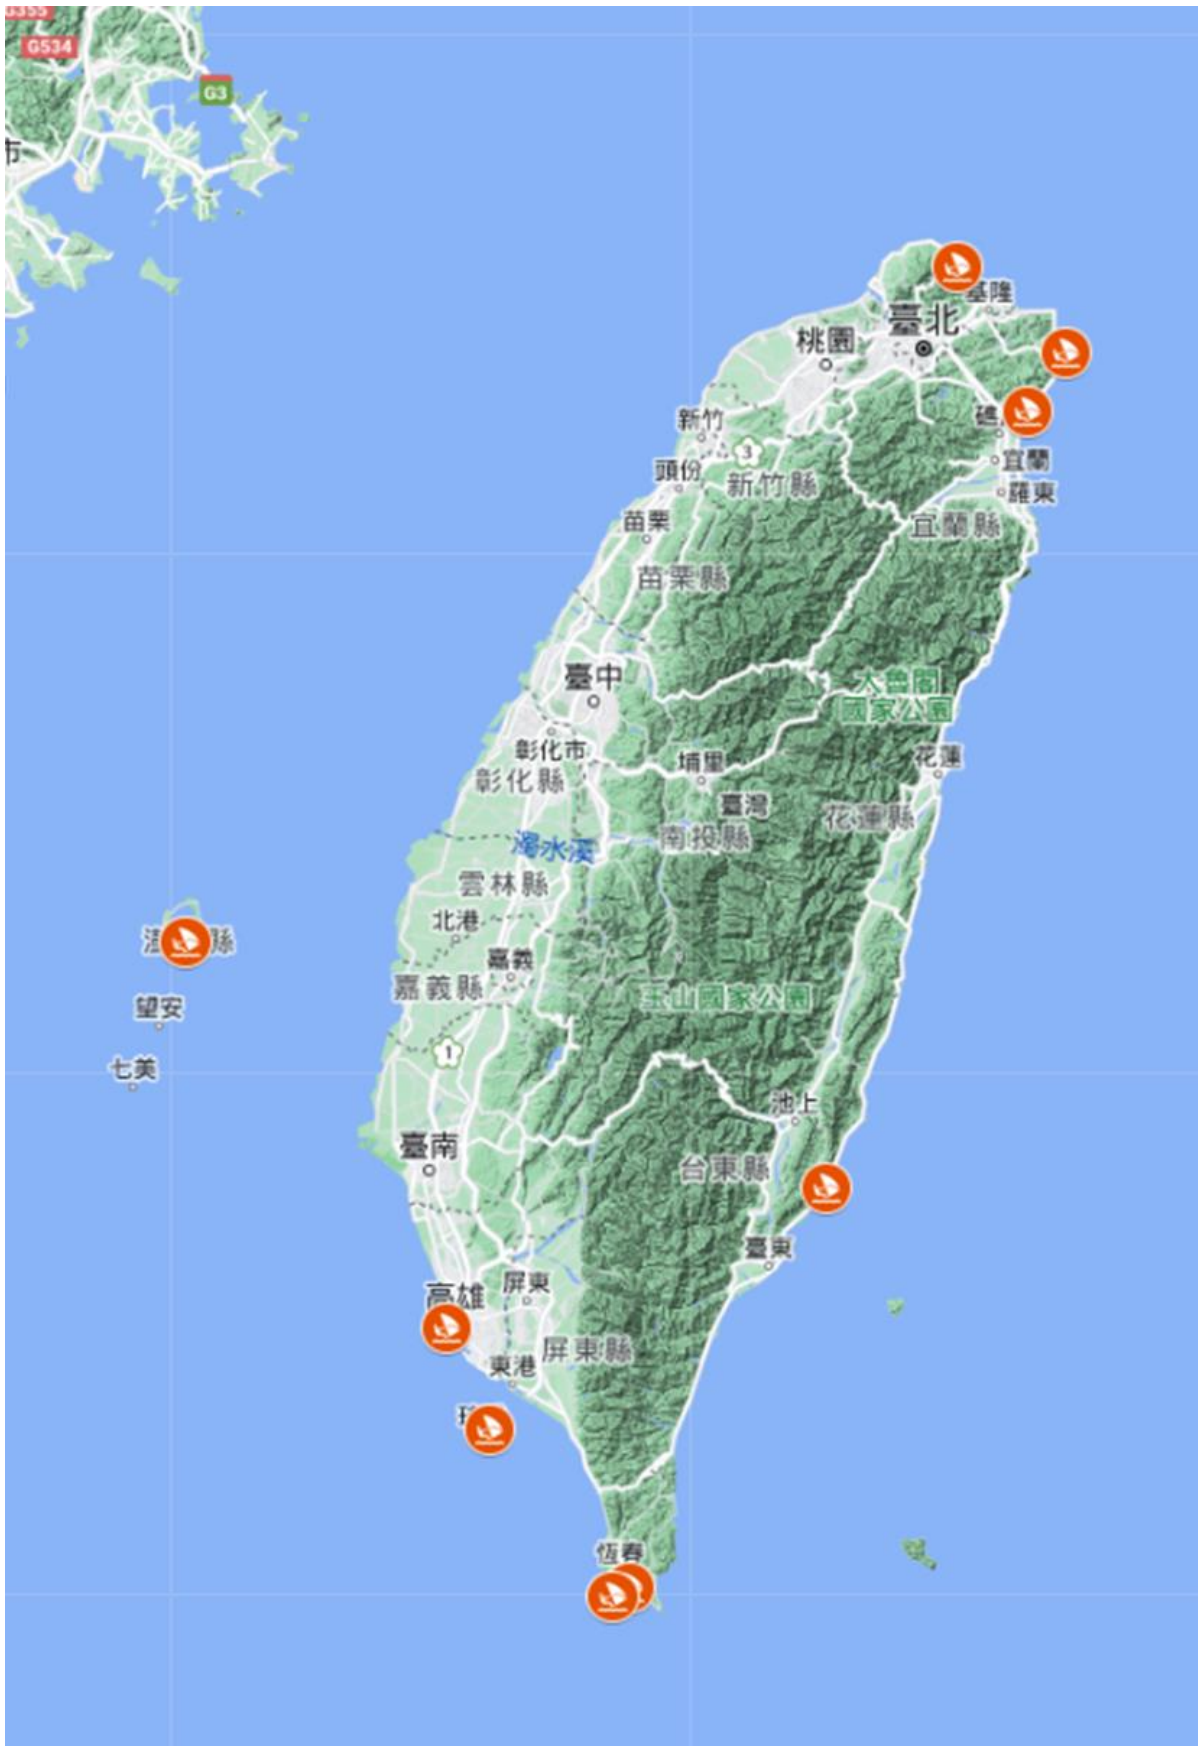 G355
G534
G3
市
基隆
臺北
桃園
礁
新竹
3
宜蘭
頭份
新竹縣
羅東
苗栗
宜蘭縣
苗栗縣
臺中
太魯閣
國家公園
彰化市
花蓮
埔里
彰化縣
臺灣
花蓮縣
南投縣
濁水溪
雲林縣
北港
縣
嘉義
嘉義縣
玉山國家公園
望安
1
七美
池上
臺南
台東縣
臺東
屏東
高雄
屏東縣
東港
恆春